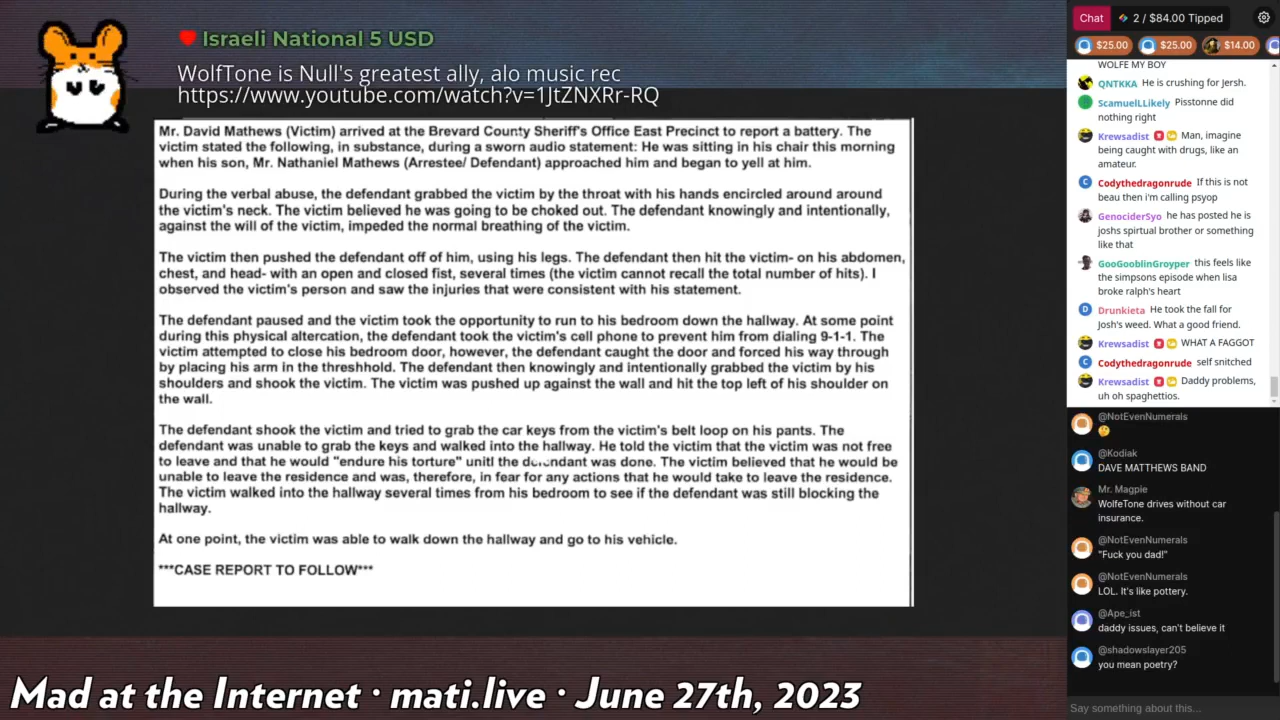 Israeli National 5 USD
WolfTone is Null's greatest ally, alo music rec
https://www.youtube.com/watch?v=1JtZNXRr-RQ
Mr. David Mathews (Victim) arrived at the Brevard County Sheriff's Office East Precinct to report a battery. The
victim stated the following, in substance, during a sworn audio statement: He was sitting in his chair this morning
when his son, Mr. Nathaniel Mathews (Arrestee/ Defendant) approached him and began to yell at him.
During the verbal abuse, the defendant grabbed the victim by the throat with his hands encircled around around
the victim's neck. The victim believed he was going to be choked out. The defendant knowingly and intentionally,
against the will of the victim, impeded the normal breathing of the victim.
The victim then pushed the defendant off of him, using his legs. The defendant then hit the victim- on his abdomen,
chest, and head- with an open and closed fist, several times (the victim cannot recall the total number of hits). I
observed the victim's person and saw the injuries that were consistent with his statement.
The defendant paused and the victim took the opportunity to run to his bedroom down the hallway. At some point
during this physical altercation, the defendant took the victim's cell phone to prevent him from dialing 9-1-1. The
victim attempted to close his bedroom door, however, the defendant caught the door and forced his way through
by placing his arm in the threshhold. The defendant then knowingly and intentionally grabbed the victim by his
shoulders and shook the victim. The victim was pushed up against the wall and hit the top left of his shoulder on
the wall.
The defendant shook the victim and tried to grab the car keys from the victim's belt loop on his pants. The
defendant was unable to grab the keys and walked into the hallway. He told the victim that the victim was not free
to leave and that he would "endure his torture" unitl the defendant was done. The victim believed that he would be
unable to leave the residence and was, therefore, in fear for any actions that he would take to leave the residence.
The victim walked into the hallway several times from his bedroom to see if the defendant was still blocking the
hallway.
At one point, the victim was able to walk down the hallway and go to his vehicle.
***CASE REPORT TO FOLLOW***
Mad at the Internet · mati.live · June 27th, 2023
Chat 2 / $84.00 Tipped
$25.00 $25.00 $14.00
WOLFE MY BOY
QNTKKA He is crushing for Jersh.
ScamuelLLikely Pisstonne did
nothing right
Krewsadist Man, imagine
being caught with drugs, like an
amateur.
C Codythedragonrude If this is not
beau then i'm calling psyop
GenociderSyo he has posted he is
joshs spirtual brother or something
like that
GooGooblinGroyper this feels like
the simpsons episode when lisa
broke ralph's heart
D Drunkieta He took the fall for
Josh's weed. What a good friend.
Krewsadist WHAT A FAGGOT
C Codythedragonrude self snitched
Krewsadist Daddy problems,
uh oh spaghettios.
@NotEvenNumerals
🤔
@Kodiak
DAVE MATTHEWS BAND
Mr. Magpie
WolfeTone drives without car
insurance.
@NotEvenNumerals
"Fuck you dad!"
@NotEvenNumerals
LOL. It's like pottery.
@Ape_ist
daddy issues, can't believe it
@shadowslayer205
you mean poetry?
Say something about this...